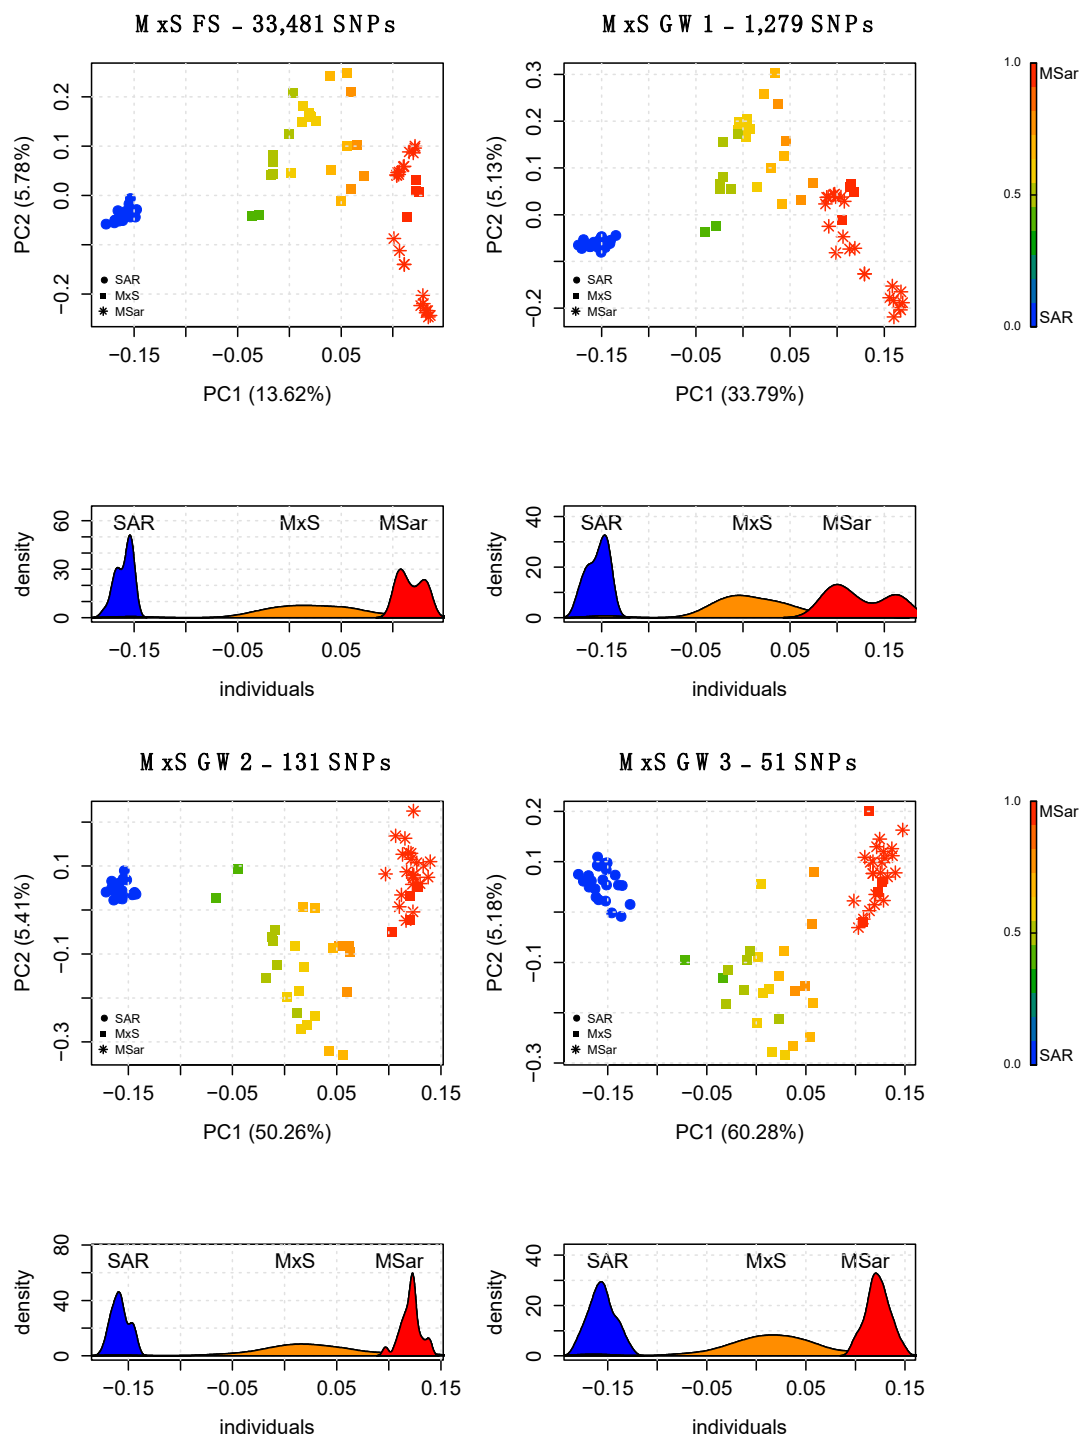 MxS FS – 33,481 SNPs
MxS GW 1 – 1,279 SNPs
PC2 (5.78%)
0.2
0.1
0.0
−0.2
SAR
MxS
MSar
−0.15
−0.05
0.05
PC1 (13.62%)
PC2 (5.13%)
0.3
0.2
0.1
0.0
−0.2
SAR
MxS
MSar
−0.15
−0.05
0.05
0.15
PC1 (33.79%)
1.0
MSar
0.5
0.0
SAR
density
60
30
0
SAR
MxS
MSar
−0.15
−0.05
0.05
individuals
density
40
20
0
SAR
MxS
MSar
−0.15
−0.05
0.05
0.15
individuals
MxS GW 2 – 131 SNPs
MxS GW 3 – 51 SNPs
PC2 (5.41%)
0.1
−0.1
−0.3
SAR
MxS
MSar
−0.15
−0.05
0.05
0.15
PC1 (50.26%)
PC2 (5.18%)
0.2
0.1
−0.1
−0.3
SAR
MxS
MSar
−0.15
−0.05
0.05
0.15
PC1 (60.28%)
1.0
MSar
0.5
0.0
SAR
density
80
40
0
SAR
MxS
MSar
−0.15
−0.05
0.05
0.15
individuals
density
40
20
0
SAR
MxS
MSar
−0.15
−0.05
0.05
0.15
individuals